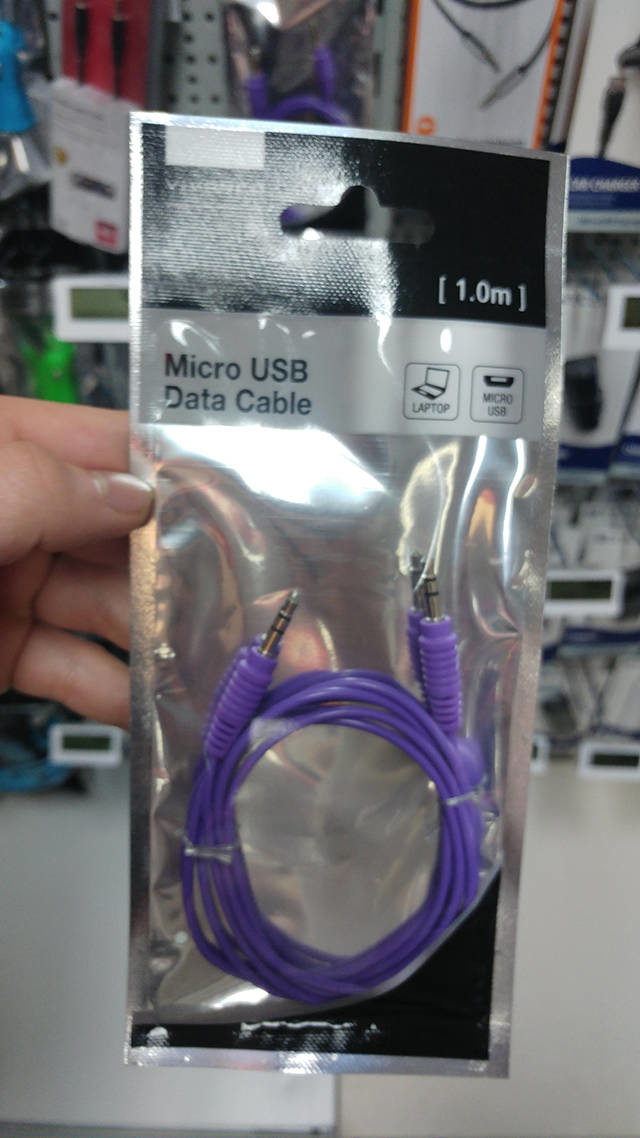 [ 1.0m ]
Micro USB
Data Cable
LAPTOP
MICRO
USB